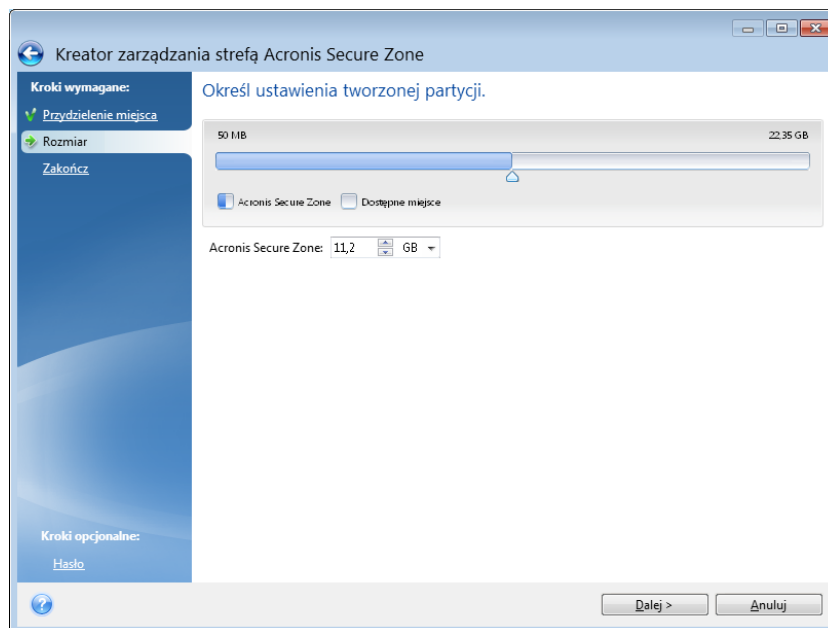 Kreator zarządzania strefą Acronis Secure Zone
Kroki wymagane:
Przydzielenie miejsca
Rozmiar
Zakończ
Określ ustawienia tworzonej partycji.
50 MB 22,35 GB
Acronis Secure Zone Dostępne miejsce
Acronis Secure Zone: 11,2 GB
Kroki opcjonalne:
Hasło
? Dalej > Anuluj